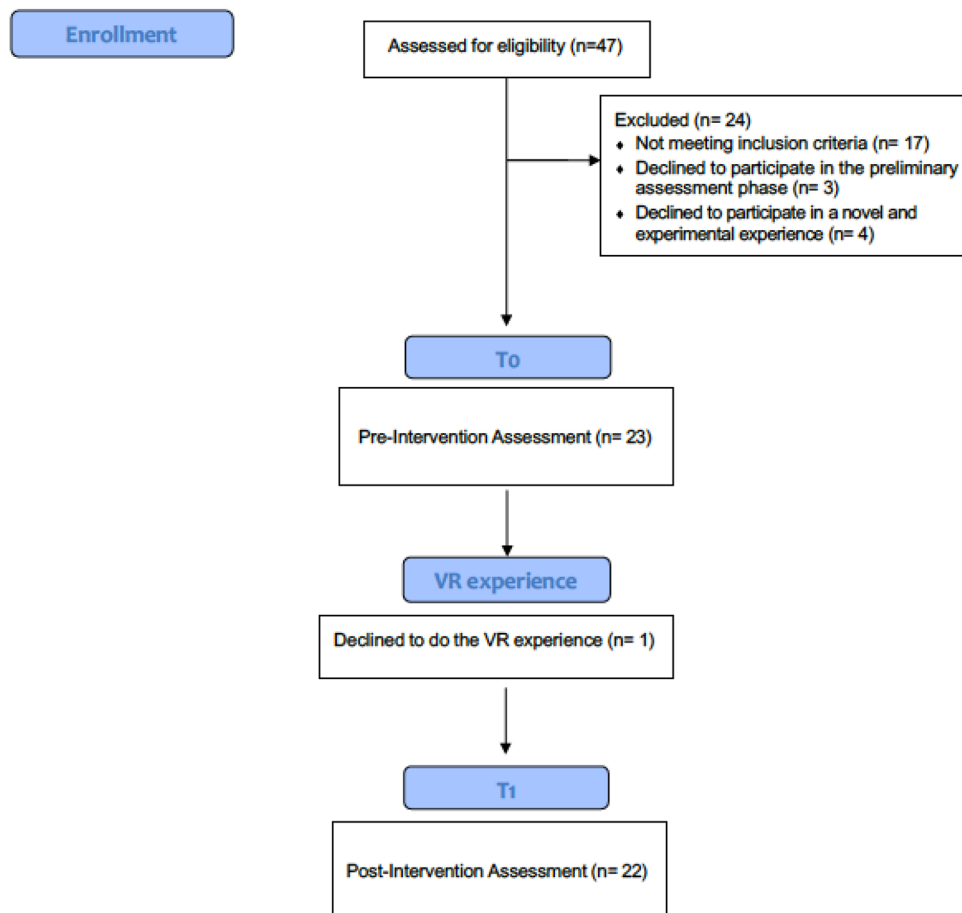 Enrollment
Assessed for eligibility (n=47)
Excluded (n= 24)
♦ Not meeting inclusion criteria (n= 17)
♦ Declined to participate in the preliminary
assessment phase (n= 3)
♦ Declined to participate in a novel and
experimental experience (n= 4)
T0
Pre-Intervention Assessment (n= 23)
VR experience
Declined to do the VR experience (n= 1)
T1
Post-Intervention Assessment (n= 22)